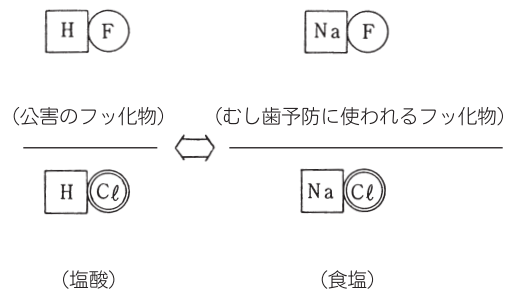 H F
Na F
(公害のフッ化物)
(むし歯予防に使われるフッ化物)
H Cℓ
Na Cℓ
(塩酸)
(食塩)